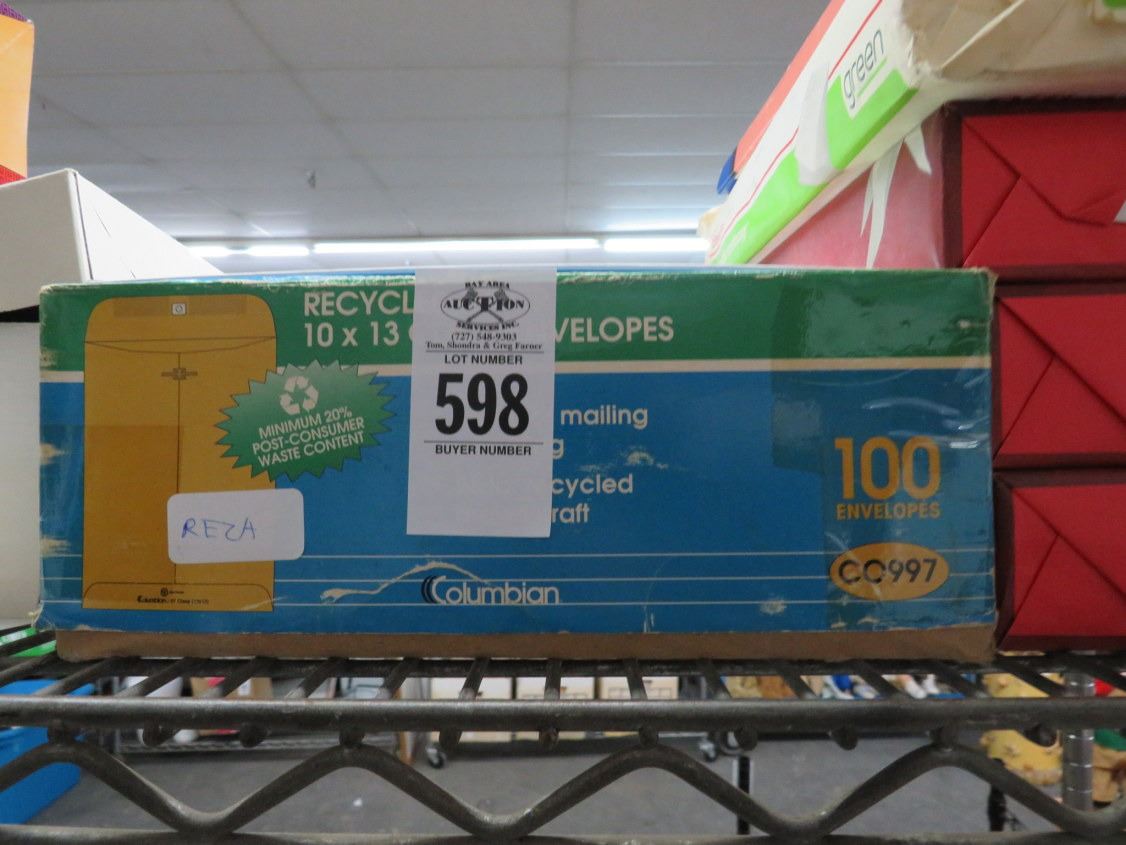 green
RECYCL
10 x 13 VELOPES
BAY AREA
AUCTION
SERVICES INC.
(727) 548-9303
Tom, Shondra & Greg Farner
LOT NUMBER
598
BUYER NUMBER
MINIMUM 20%
POST-CONSUMER
WASTE CONTENT
mailing
g
cycled
raft
100
ENVELOPES
CO997
REZA
Columbian
Columbian